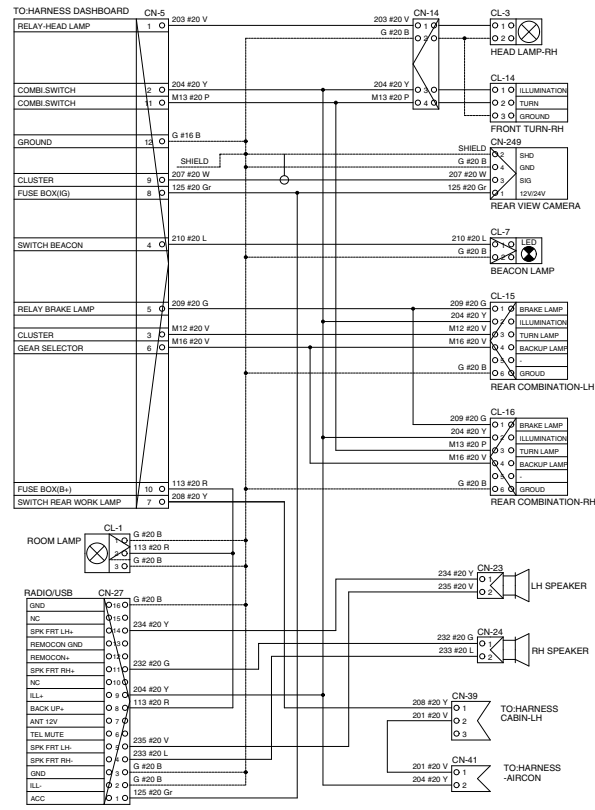 TO:HARNESS DASHBOARD CN-5
RELAY-HEAD LAMP 1 203 #20 V
COMBI.SWITCH 2 204 #20 Y
COMBI.SWITCH 11 M13 #20 P
GROUND 12 G #16 B
SHIELD
CLUSTER 9 207 #20 W
FUSE BOX(IG) 8 125 #20 Gr
SWITCH BEACON 4 210 #20 L
RELAY BRAKE LAMP 5 209 #20 G
CLUSTER 3 M12 #20 V
GEAR SELECTOR 6 M16 #20 V
FUSE BOX(B+) 10 113 #20 R
SWITCH REAR WORK LAMP 7 208 #20 Y
CN-14
203 #20 V 1
G #20 B 2
204 #20 Y 3
M13 #20 P 4
CL-3
1
2
HEAD LAMP-RH
CL-14
1 ILLUMINATION
2 TURN
3 GROUND
FRONT TURN-RH
CN-249
SHIELD 2 SHD
G #20 B 4 GND
207 #20 W 3 SIG
125 #20 Gr 1 12V/24V
REAR VIEW CAMERA
CL-7
210 #20 L 1 LED
G #20 B 2
BEACON LAMP
CL-15
209 #20 G 1 BRAKE LAMP
204 #20 Y 2 ILLUMINATION
M12 #20 V 3 TURN LAMP
M16 #20 V 4 BACKUP LAMP
5 -
G #20 B 6 GROUD
REAR COMBINATION-LH
CL-16
209 #20 G 1 BRAKE LAMP
204 #20 Y 2 ILLUMINATION
M13 #20 P 3 TURN LAMP
M16 #20 V 4 BACKUP LAMP
5 -
G #20 B 6 GROUD
REAR COMBINATION-RH
CL-1
ROOM LAMP
1 G #20 B
2 113 #20 R
3 G #20 B
RADIO/USB CN-27
GND 16 G #20 B
NC 15
SPK FRT LH+ 14 234 #20 Y
REMOCON GND 13
REMOCON+ 12
SPK FRT RH+ 11 232 #20 G
NC 10
ILL+ 9 204 #20 Y
BACK UP+ 8 113 #20 R
ANT 12V 7
TEL MUTE 6
SPK FRT LH- 5 235 #20 V
SPK FRT RH- 4 233 #20 L
GND 3 G #20 B
ILL- 2 G #20 B
ACC 1 125 #20 Gr
CN-23
234 #20 Y 1
235 #20 V 2
LH SPEAKER
CN-24
232 #20 G 1
233 #20 L 2
RH SPEAKER
CN-39
208 #20 Y 1
201 #20 V 2
3
TO:HARNESS
CABIN-LH
CN-41
201 #20 V 1
204 #20 Y 2
TO:HARNESS
-AIRCON